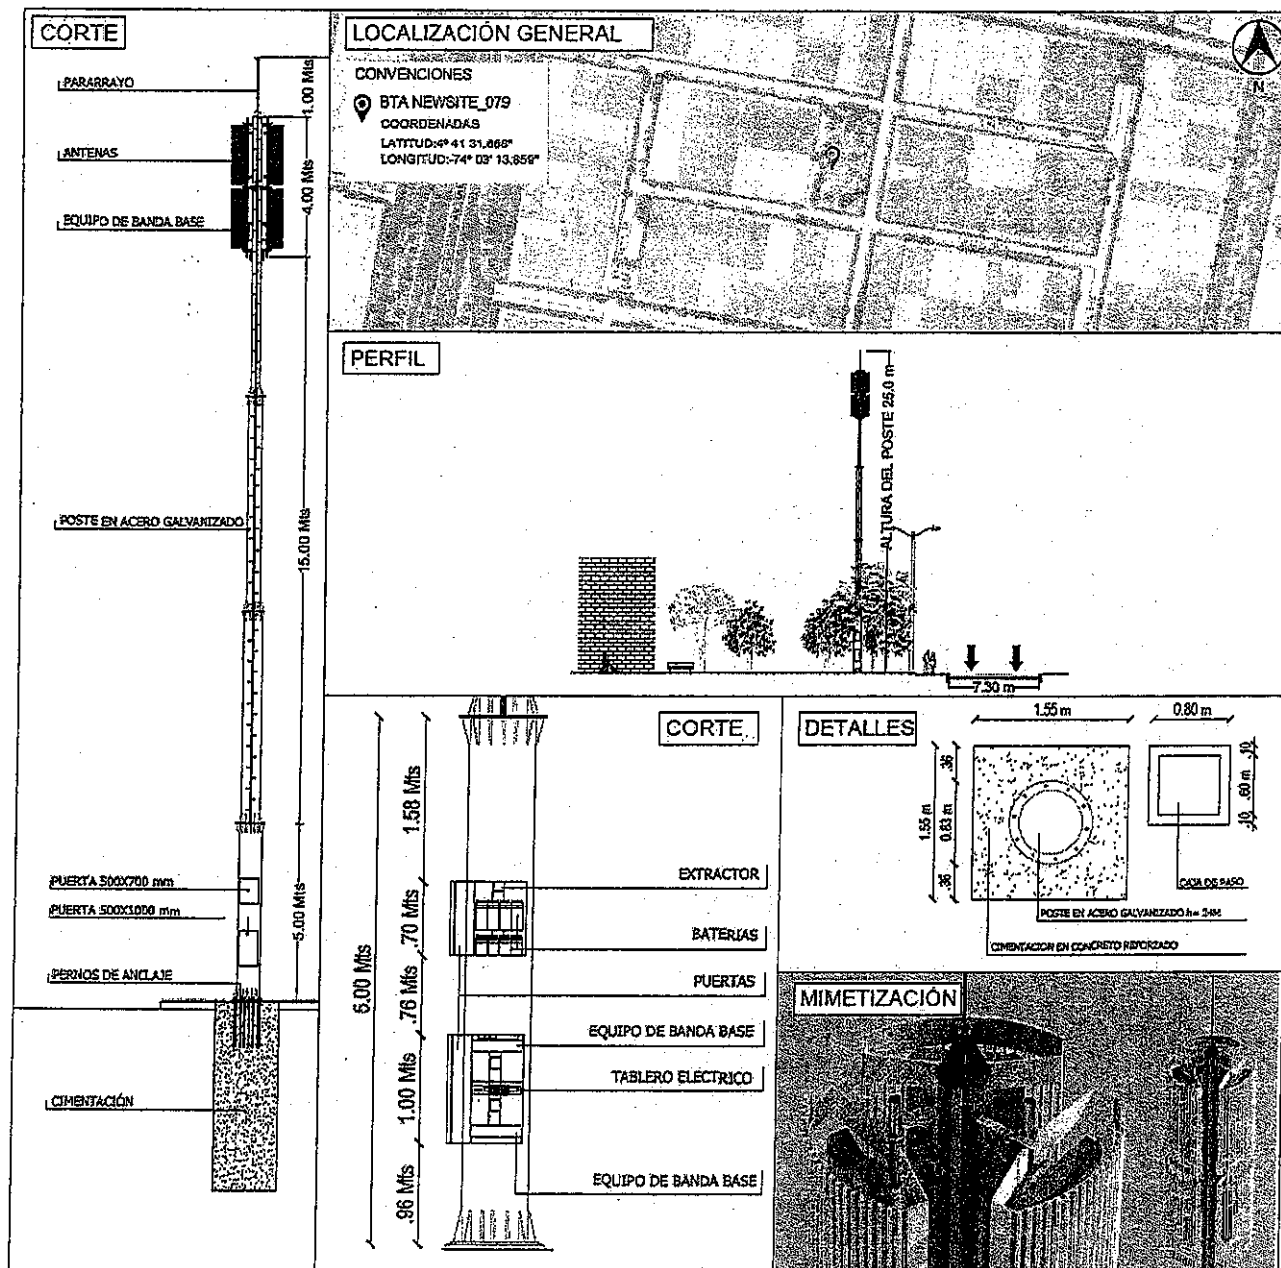 CORTE
PARARRAYO
ANTENAS
EQUIPO DE BANDA BASE
POSTE EN ACERO GALVANIZADO
PUERTA 500X700 mm
PUERTA 500X1000 mm
PERNOS DE ANCLAJE
CIMENTACIÓN
1.00 Mts
4.00 Mts
15.00 Mts
5.00 Mts
LOCALIZACIÓN GENERAL
CONVENCIONES
BTA NEWSITE_079
COORDENADAS
LATITUD:4° 41' 31.
LONGITUD:-74° 03' 13.859"
N
PERFIL
ALTURA DEL POSTE 25.0 m
7.30 m
CORTE
1.58 Mts
.70 Mts
.76 Mts
1.00 Mts
.96 Mts
EXTRACTOR
BATERIAS
PUERTAS
EQUIPO DE BANDA BASE
TABLERO ELECTRICO
EQUIPO DE BANDA BASE
DETALLES
1.55 m
0.80 m
1.55 m
.36
0.83 m
.36
.10
.60 m
.10
CAJA DE PASO
POSTE EN ACERO GALVANIZADO h= 24M
CIMENTACION EN CONCRETO REFORZADO
MIMETIZACIÓN